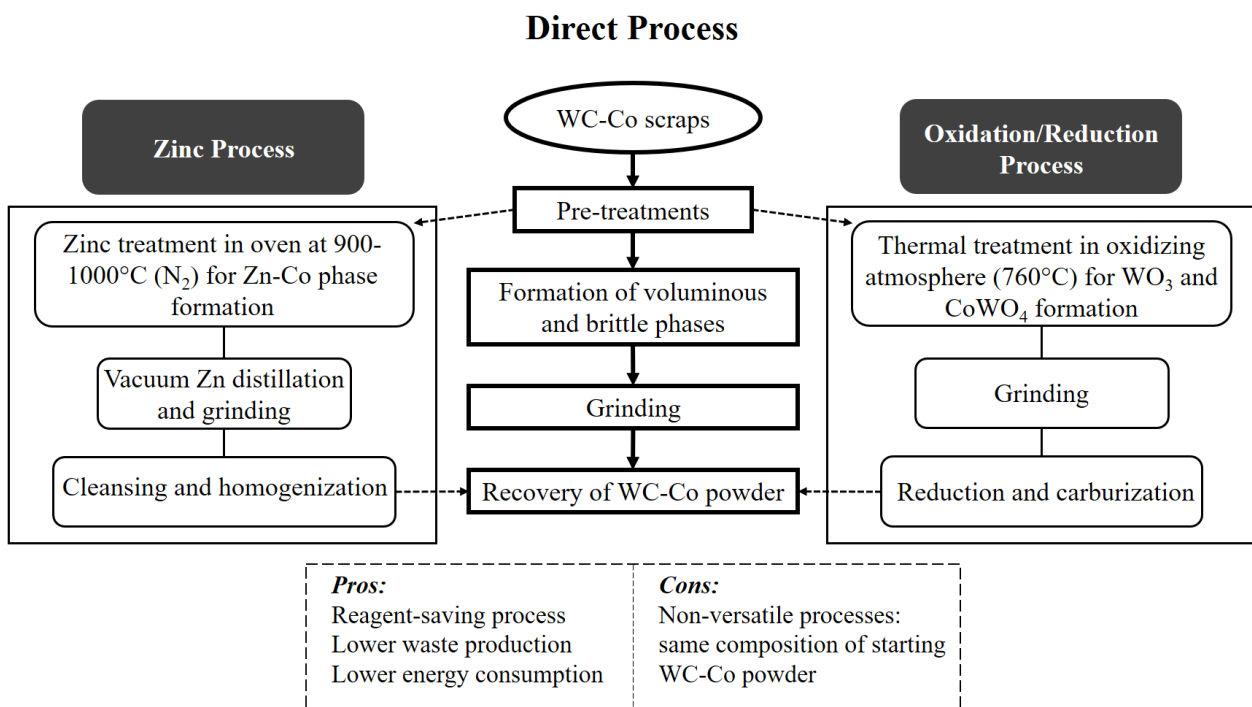 Direct Process
WC-Co scraps
Zinc Process
Oxidation/Reduction
Process
Pre-treatments
Zinc treatment in oven at 900-
1000°C (N₂) for Zn-Co phase
formation
Formation of voluminous
and brittle phases
Thermal treatment in oxidizing
atmosphere (760°C) for WO₃ and
CoWO₄ formation
Vacuum Zn distillation
and grinding
Grinding
Grinding
Cleansing and homogenization
Recovery of WC-Co powder
Reduction and carburization
Pros:
Reagent-saving process
Lower waste production
Lower energy consumption
Cons:
Non-versatile processes:
same composition of starting
WC-Co powder